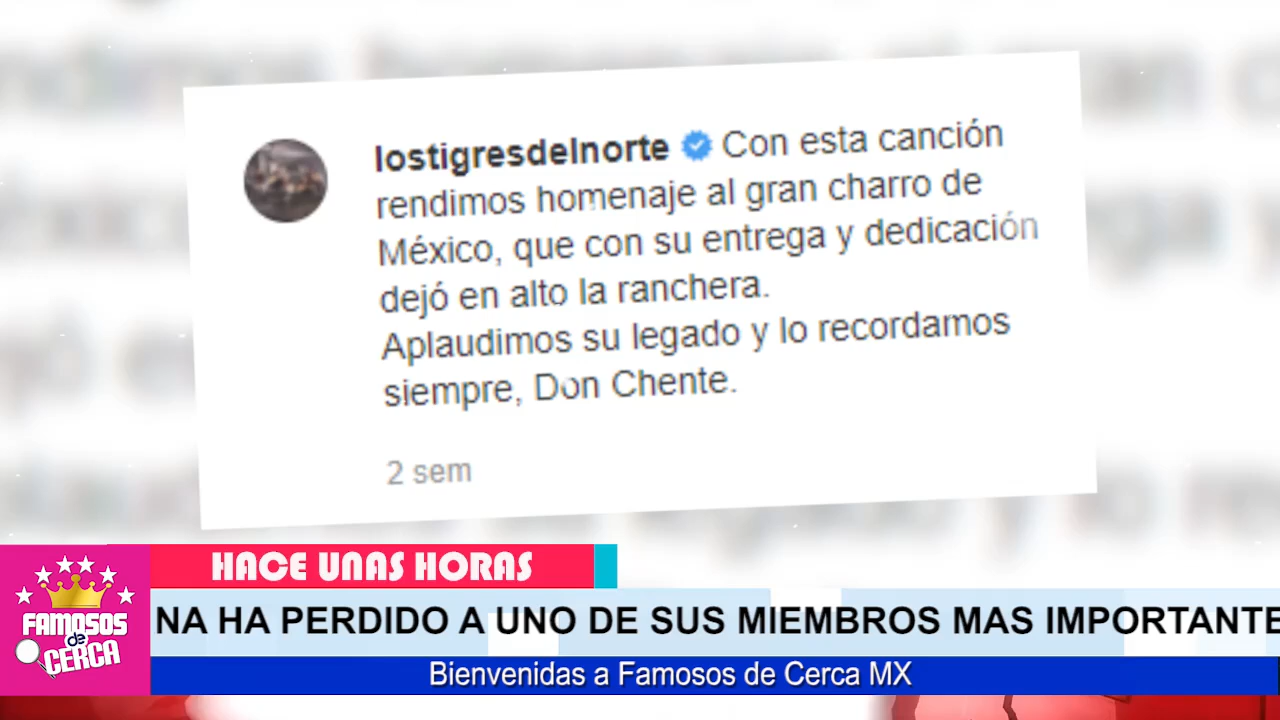 lostigresdelnorte Con esta canción
rendimos homenaje al gran charro de
México, que con su entrega y dedicación
dejó en alto la ranchera.
Aplaudimos su legado y lo recordamos
siempre, Don Chente.
2 sem
HACE UNAS HORAS
FAMOSOS
de
CERCA
NA HA PERDIDO A UNO DE SUS MIEMBROS MAS IMPORTANTE
Bienvenidas a Famosos de Cerca MX